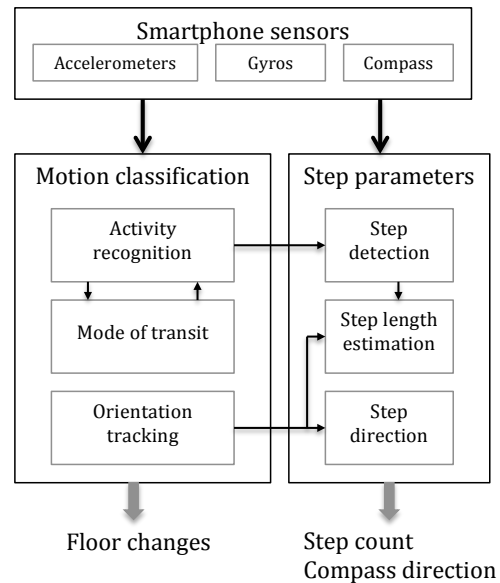 Smartphone sensors
Accelerometers
Gyros
Compass
Motion classification
Activity
recognition
Mode of transit
Orientation
tracking
Floor changes
Step parameters
Step
detection
Step length
estimation
Step
direction
Step count
Compass direction